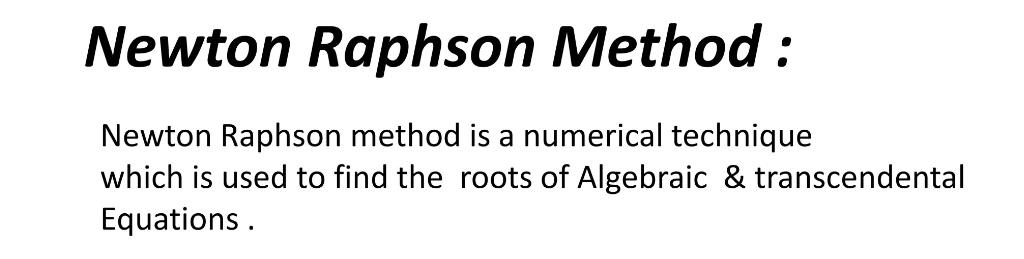 Newton Raphson Method :
Newton Raphson method is a numerical technique
which is used to find the  roots of Algebraic  & transcendental
Equations .